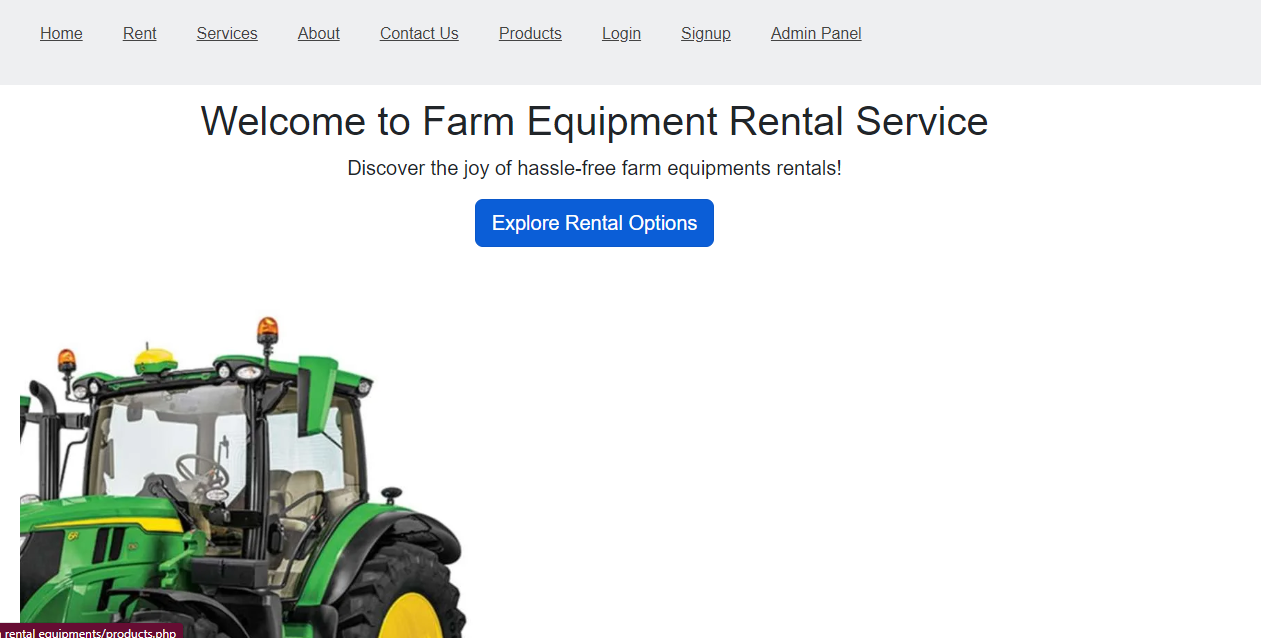 Home Rent Services About Contact Us Products Login Signup Admin Panel
Welcome to Farm Equipment Rental Service
Discover the joy of hassle-free farm equipments rentals!
Explore Rental Options
rental equipments/products.php